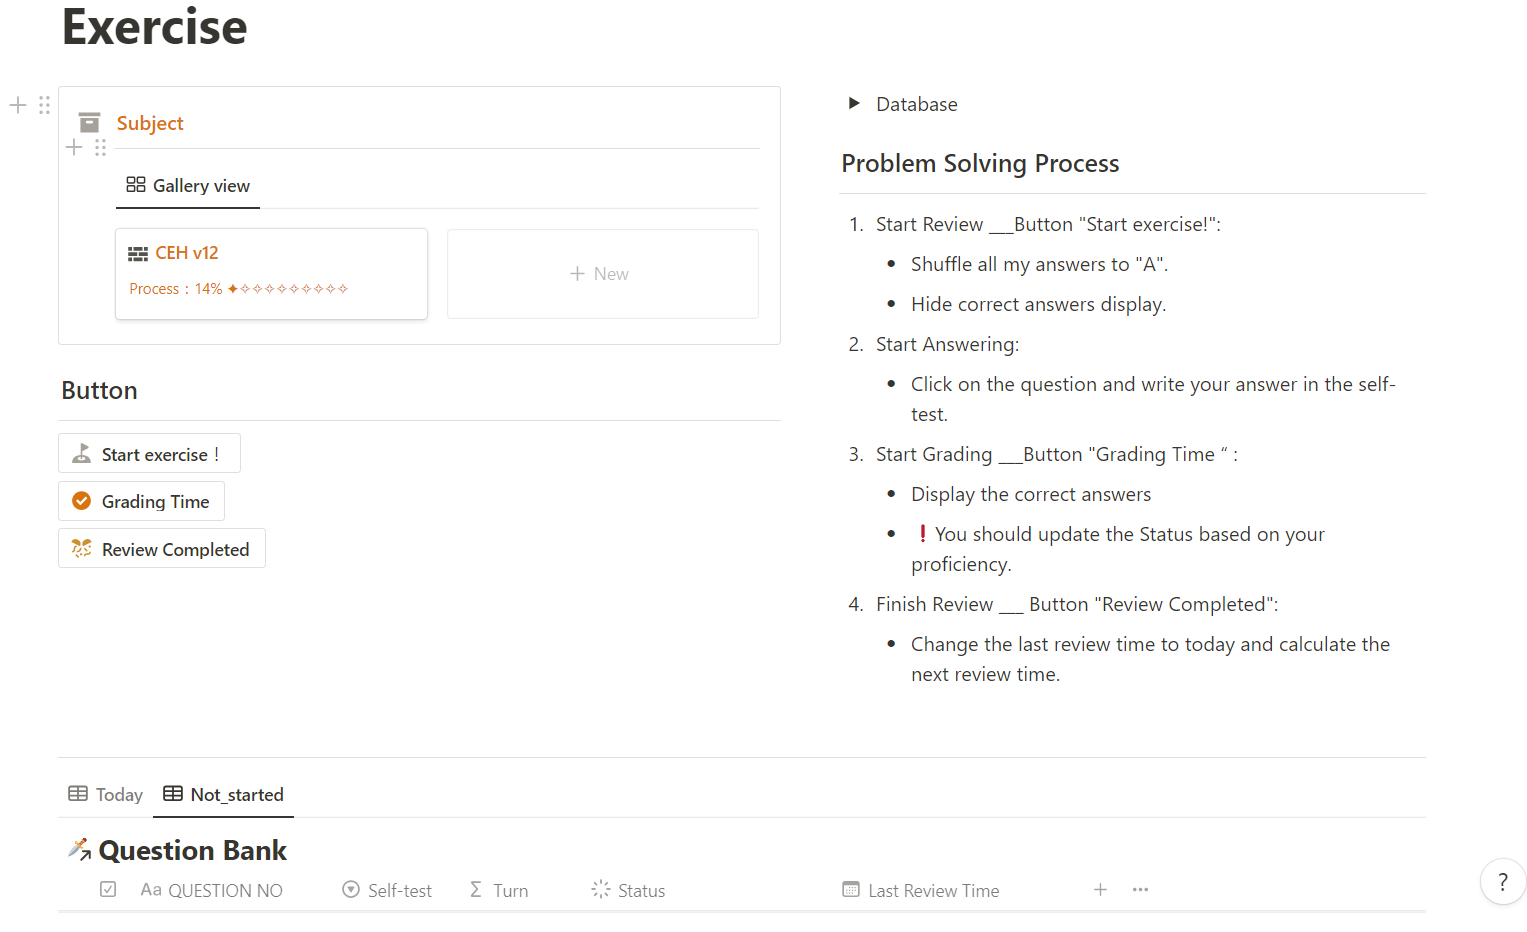 Exercise
Subject
Gallery view
CEH v12
Process : 14% ✦✧✧✧✧✧✧✧✧✧
+ New
Button
Start exercise !
Grading Time
Review Completed
▶ Database
Problem Solving Process
1. Start Review ___Button "Start exercise!":
• Shuffle all my answers to "A".
• Hide correct answers display.
2. Start Answering:
• Click on the question and write your answer in the self-
test.
3. Start Grading ___Button "Grading Time “ :
• Display the correct answers
• ❗You should update the Status based on your
proficiency.
4. Finish Review ___ Button "Review Completed":
• Change the last review time to today and calculate the
next review time.
Today Not_started
Question Bank
Aa QUESTION NO Self-test Σ Turn Status Last Review Time + •••
?